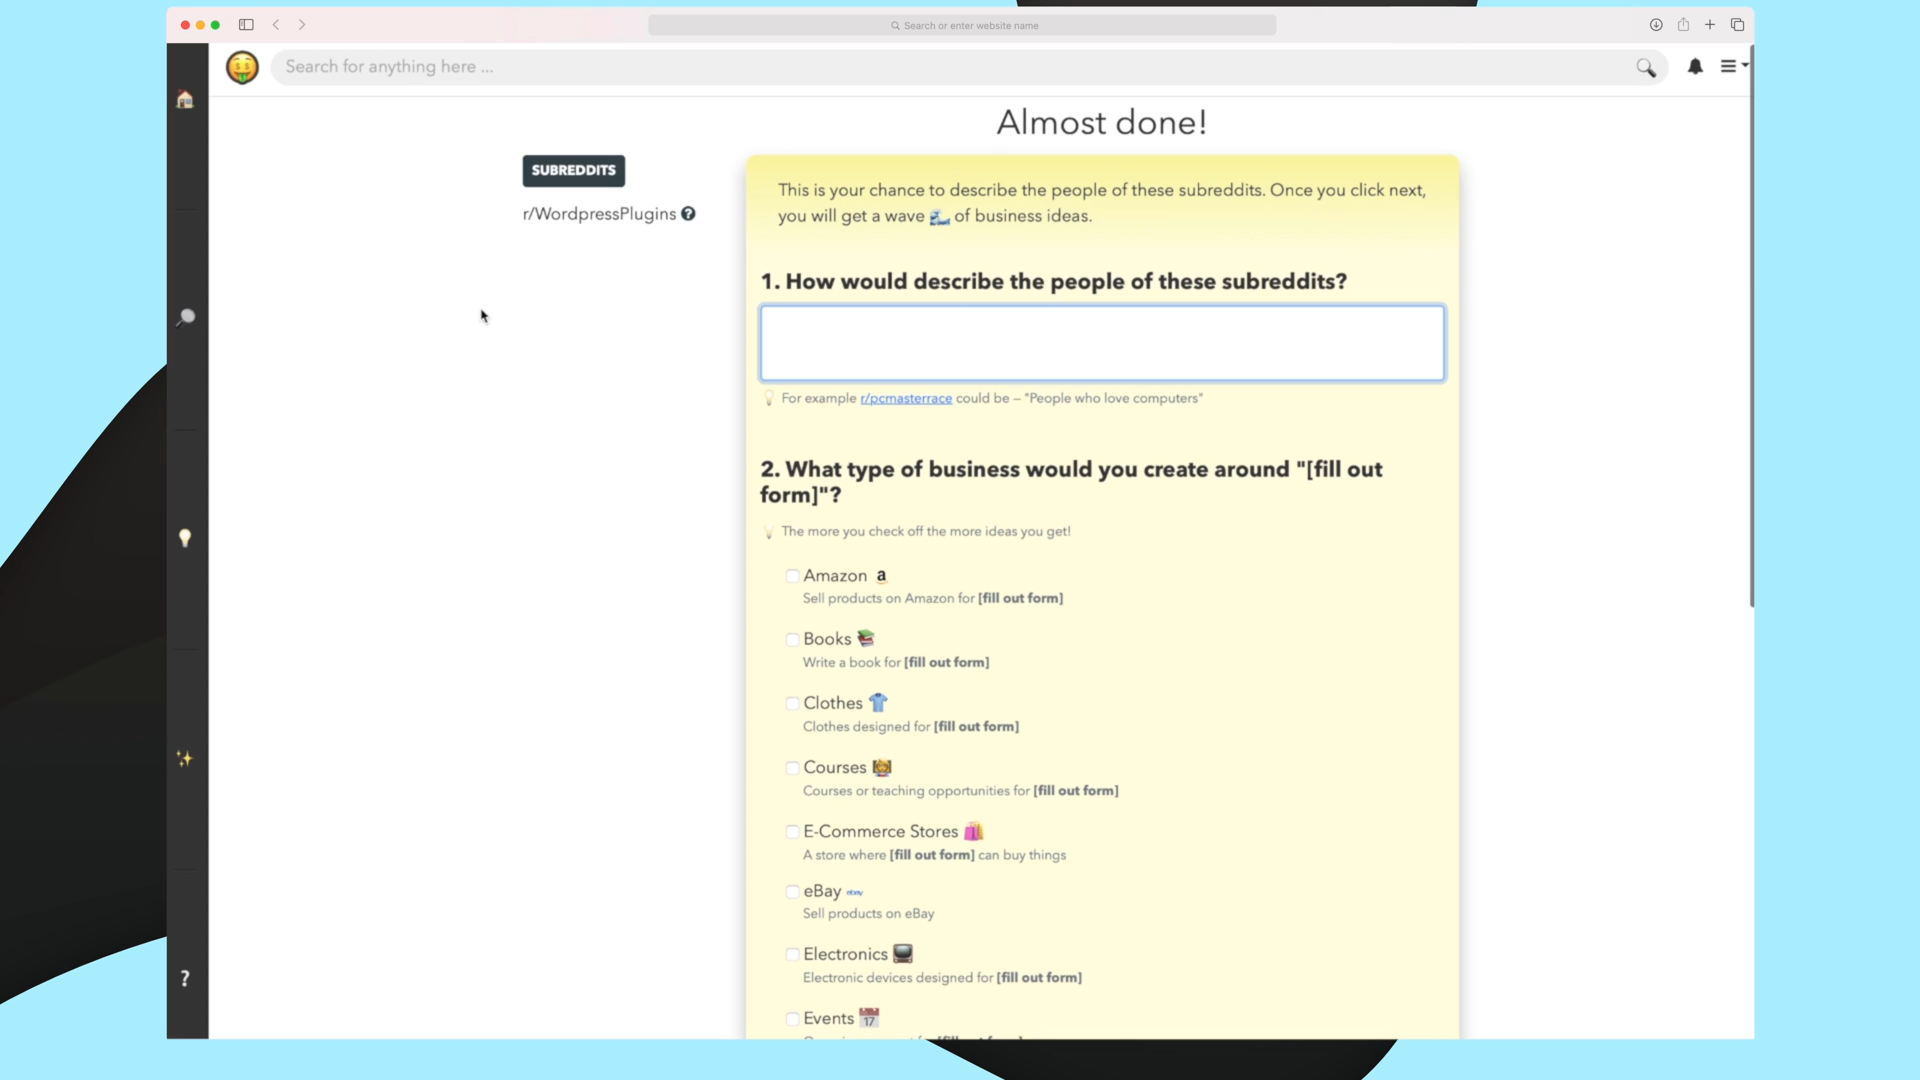 Search or enter website name
Search for anything here ...
Almost done!
SUBREDDITS
r/WordpressPlugins
This is your chance to describe the people of these subreddits. Once you click next,
you will get a wave 🌊 of business ideas.
1. How would describe the people of these subreddits?
For example r/pcmasterrace could be – "People who love computers"
2. What type of business would you create around "[fill out
form]"?
The more you check off the more ideas you get!
Amazon a
Sell products on Amazon for [fill out form]
Books
Write a book for [fill out form]
Clothes
Clothes designed for [fill out form]
Courses
Courses or teaching opportunities for [fill out form]
E-Commerce Stores
A store where [fill out form] can buy things
eBay ebay
Sell products on eBay
Electronics
Electronic devices designed for [fill out form]
Events 17
?